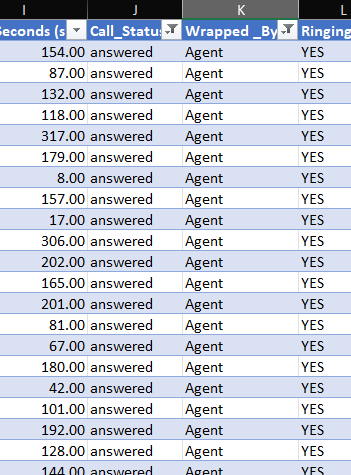 I J K L
Seconds (s Call_Statu Wrapped _By Ringing
154.00 answered Agent YES
87.00 answered Agent YES
132.00 answered Agent YES
118.00 answered Agent YES
317.00 answered Agent YES
179.00 answered Agent YES
8.00 answered Agent YES
157.00 answered Agent YES
17.00 answered Agent YES
306.00 answered Agent YES
202.00 answered Agent YES
165.00 answered Agent YES
201.00 answered Agent YES
81.00 answered Agent YES
67.00 answered Agent YES
180.00 answered Agent YES
42.00 answered Agent YES
101.00 answered Agent YES
192.00 answered Agent YES
128.00 answered Agent YES
144.00 answered Agent YES